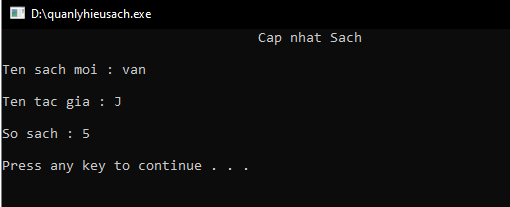 D:\quanlyhieusach.exe
Cap nhat Sach
Ten sach moi : van
Ten tac gia : J
So sach : 5
Press any key to continue . . .